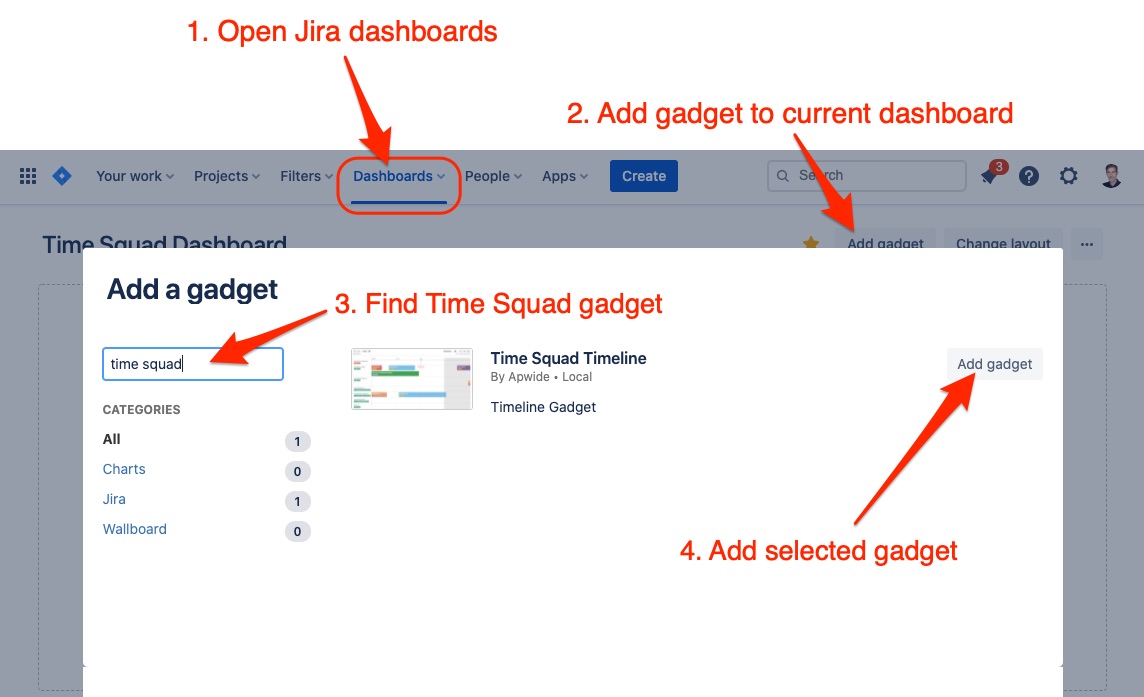 1. Open Jira dashboards
2. Add gadget to current dashboard
Your work Projects Filters Dashboards People Apps Create Search 3
Time Squad Dashboard Add gadget Change layout
Add a gadget
3. Find Time Squad gadget
time squad
Time Squad Timeline
By Apwide • Local
Timeline Gadget
Add gadget
CATEGORIES
All 1
Charts 0
Jira 1
Wallboard 0
4. Add selected gadget